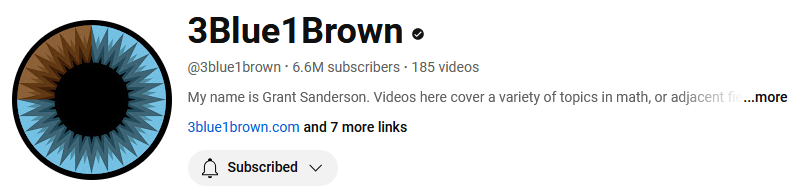 3Blue1Brown
@3blue1brown · 6.6M subscribers · 185 videos
My name is Grant Sanderson. Videos here cover a variety of topics in math, or adjacent ...more
3blue1brown.com and 7 more links
Subscribed